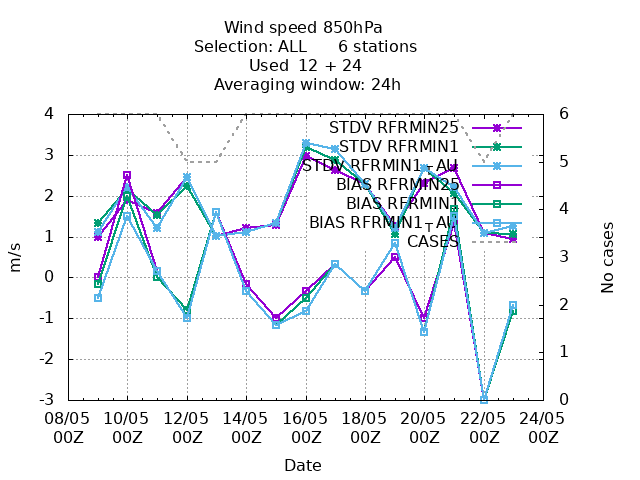 Wind speed 850hPa
Selection: ALL 6 stations
Used 12 + 24
Averaging window: 24h
4
3
2
1
0
-1
-2
-3
m/s
6
5
4
3
2
1
0
No cases
STDV RFRMIN25
STDV RFRMIN1
STDV RFRMIN1_AU
BIAS RFRMIN25
BIAS RFRMIN1
BIAS RFRMIN1_AU
CASES
08/05 10/05 12/05 14/05 16/05 18/05 20/05 22/05 24/05
00Z 00Z 00Z 00Z 00Z 00Z 00Z 00Z 00Z
Date